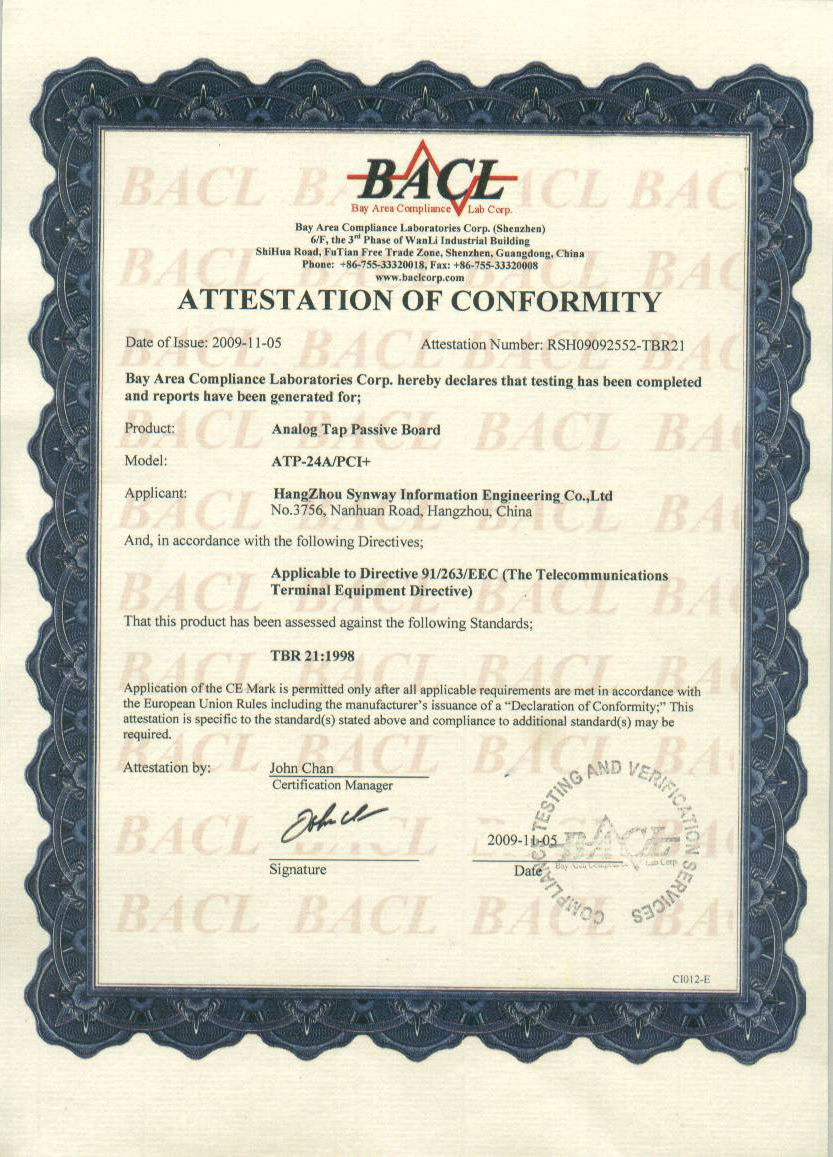 BACL
Bay Area Compliance Lab Corp.
Bay Area Compliance Laboratories Corp. (Shenzhen)
6/F, the 3rd Phase of WanLi Industrial Building
ShiHua Road, FuTian Free Trade Zone, Shenzhen, Guangdong, China
Phone: +86-755-33320018, Fax: +86-755-33320008
www.baclcorp.com
ATTESTATION OF CONFORMITY
Date of Issue: 2009-11-05 Attestation Number: RSH09092552-TBR21
Bay Area Compliance Laboratories Corp. hereby declares that testing has been completed
and reports have been generated for;
Product: Analog Tap Passive Board
Model: ATP-24A/PCI+
Applicant: HangZhou Synway Information Engineering Co.,Ltd
No.3756, Nanhuan Road, Hangzhou, China
And, in accordance with the following Directives;
Applicable to Directive 91/263/EEC (The Telecommunications
Terminal Equipment Directive)
That this product has been assessed against the following Standards;
TBR 21:1998
Application of the CE Mark is permitted only after all applicable requirements are met in accordance with
the European Union Rules including the manufacturer's issuance of a “Declaration of Conformity;” This
attestation is specific to the standard(s) stated above and compliance to additional standard(s) may be
required.
Attestation by: John Chan
Certification Manager
2009-11-05
Signature Date
COMPLIANCE TESTING AND VERIFICATION SERVICES
BACL
Bay Area Compliance Lab Corp.
CI012-E